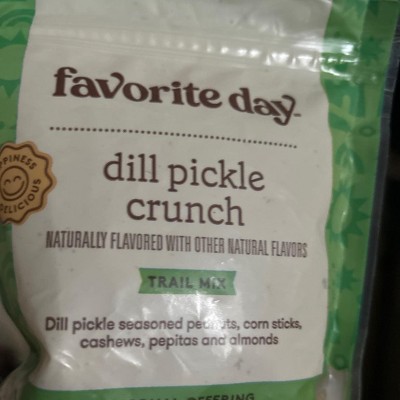 favorite day
dill pickle
crunch
NATURALLY FLAVORED WITH OTHER NATURAL FLAVORS
TRAIL MIX
Dill pickle seasoned peanuts, corn sticks,
cashews, pepitas and almonds
OFFERING